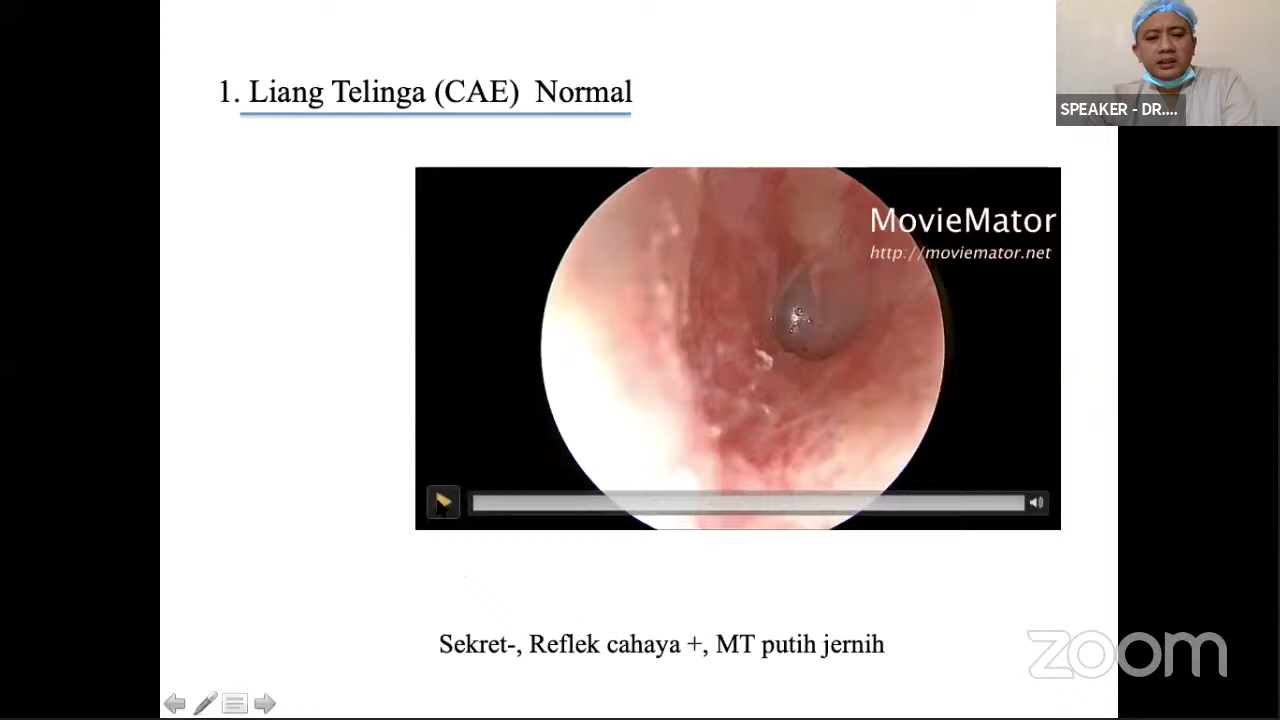 1. Liang Telinga (CAE) Normal
SPEAKER - DR....
MovieMator
http://moviemator.net
Sekret-, Reflek cahaya +, MT putih jernih
zoom